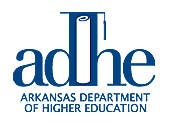 adhe
ARKANSAS DEPARTMENT
OF HIGHER EDUCATION